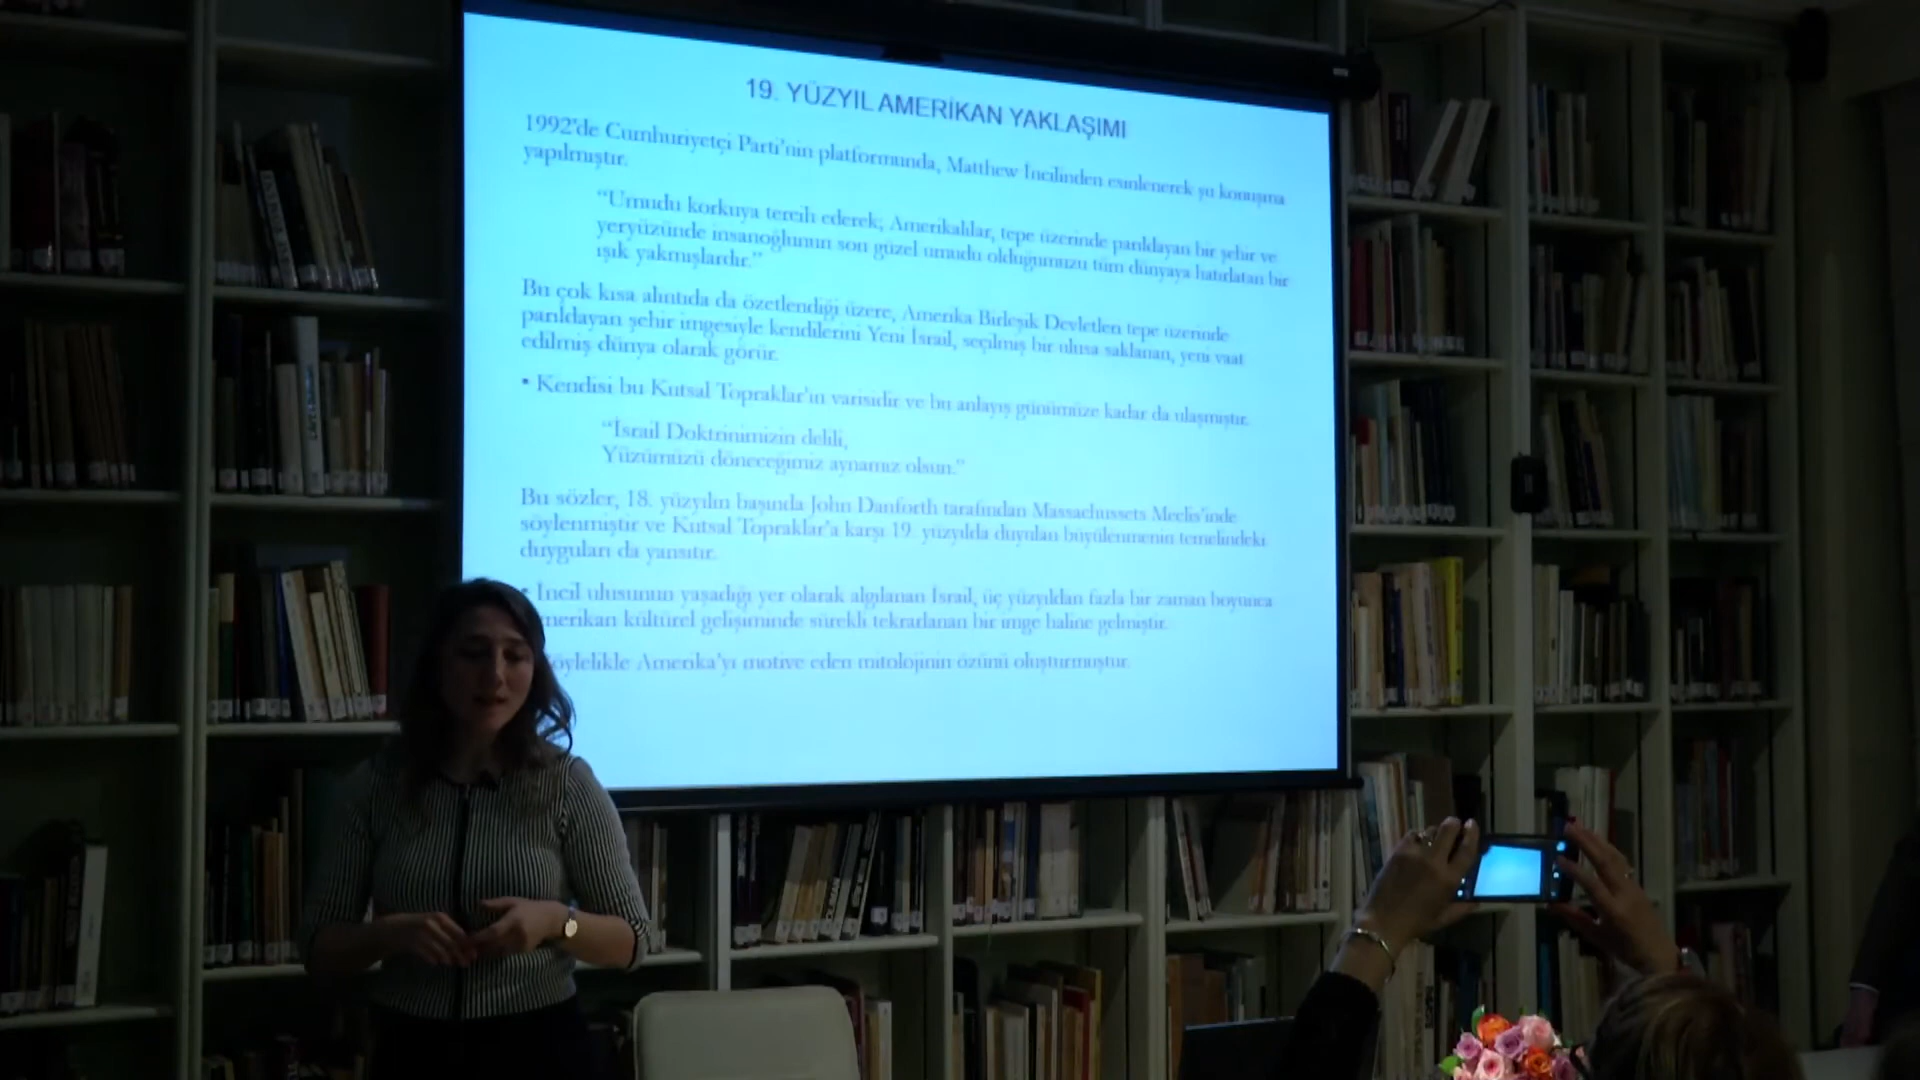 19. YÜZYIL AMERİKAN YAKLAŞIMI
1992'de Cumhuriyetçi Parti'nin platformunda, Matthew İncilinden esinlenerek şu konuşma
yapılmıştır.
“Umudu korkuya tercih ederek; Amerikalılar, tepe üzerinde parıldayan bir şehir ve
yeryüzünde insanoğlunun son güzel umudu olduğumuzu tüm dünyaya hatırlatan bir
ışık yakmışlardır.”
Bu çok kısa alıntıda da özetlendiği üzere, Amerika Birleşik Devletleri tepe üzerinde
parıldayan şehir imgesiyle kendilerini Yeni İsrail, seçilmiş bir ulusa saklanan, yeni vaat
edilmiş dünya olarak görür.
• Kendisi bu Kutsal Topraklar'ın varisidir ve bu anlayış günümüze kadar da ulaşmıştır.
“İsrail Doktrinimizin delili,
Yüzümüzü döneceğimiz aynamız olsun.”
Bu sözler, 18. yüzyılın başında John Danforth tarafından Massachussets Meclis'inde
söylenmiştir ve Kutsal Topraklar'a karşı 19. yüzyılda duyulan büyülenmenin temelindeki
duyguları da yansıtır.
• İncil ulusunun yaşadığı yer olarak algılanan İsrail, üç yüzyıldan fazla bir zaman boyunca
merikan kültürel gelişiminde sürekli tekrarlanan bir imge haline gelmiştir.
öylelikle Amerika'yı motive eden mitolojinin özünü oluşturmuştur.